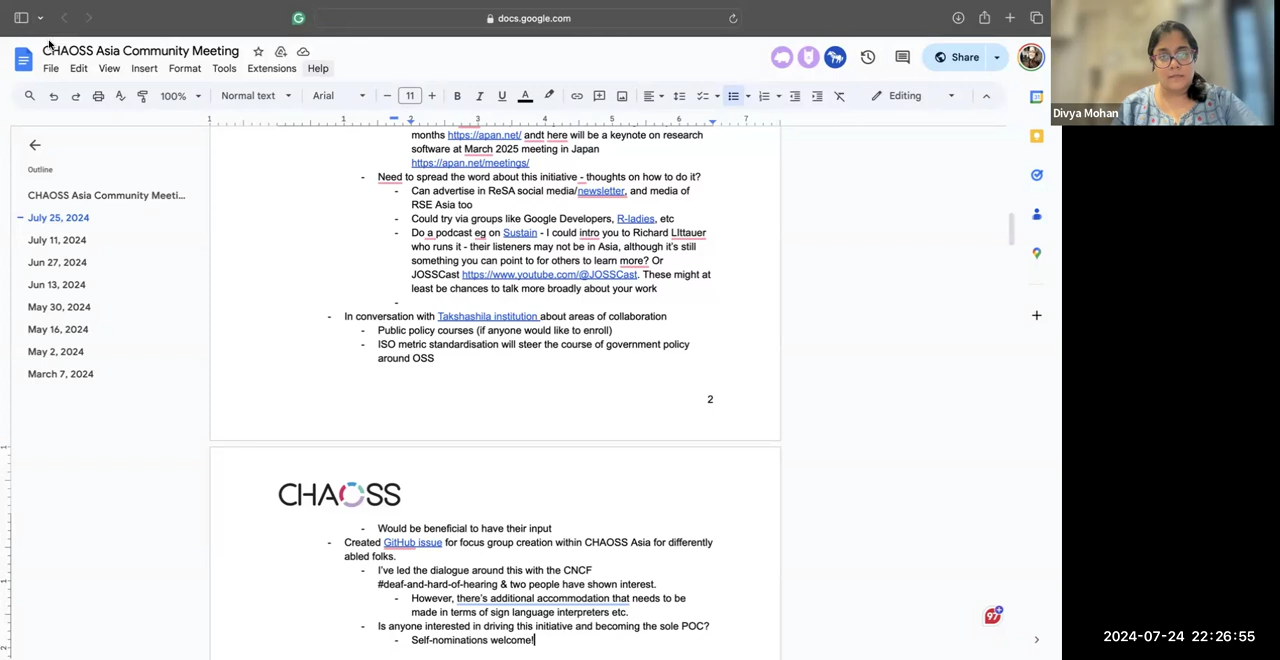 docs.google.com
CHAOSS Asia Community Meeting
File Edit View Insert Format Tools Extensions Help
Share
100% Normal text Arial 11 Editing
1 1 2 3 4 5 6 7
Outline
CHAOSS Asia Community Meeti...
July 25, 2024
July 11, 2024
Jun 27, 2024
Jun 13, 2024
May 30, 2024
May 16, 2024
May 2, 2024
March 7, 2024
months https://apan.net/ andt here will be a keynote on research
software at March 2025 meeting in Japan
https://apan.net/meetings/
- Need to spread the word about this initiative - thoughts on how to do it?
- Can advertise in ReSA social media/newsletter, and media of
RSE Asia too
- Could try via groups like Google Developers, R-ladies, etc
- Do a podcast eg on Sustain - I could intro you to Richard LIttauer
who runs it - their listeners may not be in Asia, although it's still
something you can point to for others to learn more? Or
JOSSCast https://www.youtube.com/@JOSSCast. These might at
least be chances to talk more broadly about your work
-
- In conversation with Takshashila institution about areas of collaboration
- Public policy courses (if anyone would like to enroll)
- ISO metric standardisation will steer the course of government policy
around OSS
2
CHAOSS
- Would be beneficial to have their input
- Created GitHub issue for focus group creation within CHAOSS Asia for differently
abled folks.
- I've led the dialogue around this with the CNCF
#deaf-and-hard-of-hearing & two people have shown interest.
- However, there's additional accommodation that needs to be
made in terms of sign language interpreters etc.
- Is anyone interested in driving this initiative and becoming the sole POC?
- Self-nominations welcome!
97
Divya Mohan
2024-07-24 22:26:55